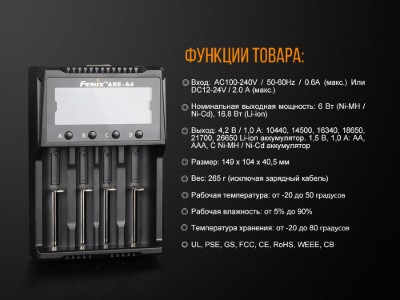 ФУНКЦИИ ТОВАРА:
Вход: AC100-240V / 50-60Hz / 0.6A (макс.) Или
DC12-24V / 2.0 A (макс.)
Номинальная выходная мощность: 6 Вт (Ni-MH /
Ni-Cd), 16,8 Вт (Li-ion)
Выход: 4,2 В / 1,0 А: 10440, 14500, 16340, 18650,
21700, 26650 Li-ion аккумулятор. 1,5 В, 1,0 А: AA,
AAA, C Ni-MH / Ni-Cd аккумулятор
Размер: 149 x 104 x 40,5 мм
Вес: 265 г (исключая зарядный кабель)
Рабочая температура: от -20 до 50 градусов
Рабочая влажность: от 5% до 90%
Температура хранения: от -20 до 80 градусов
UL, PSE, GS, FCC, CE, RoHS, WEEE, CB
FENIX ARE-A4
A B C D